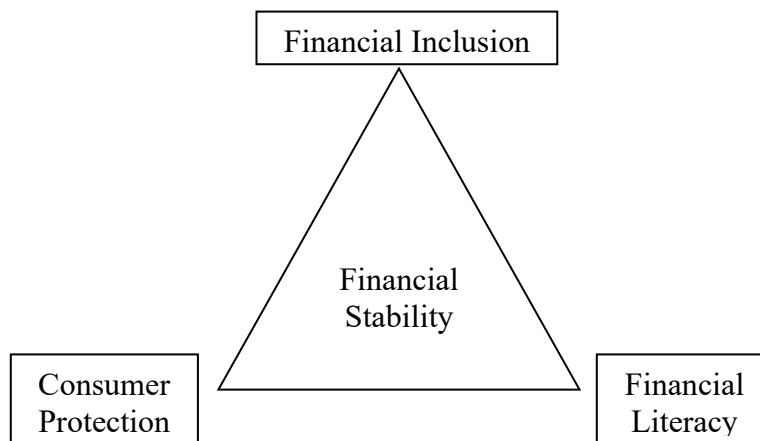 Financial Inclusion
Financial
Stability
Consumer
Protection
Financial
Literacy